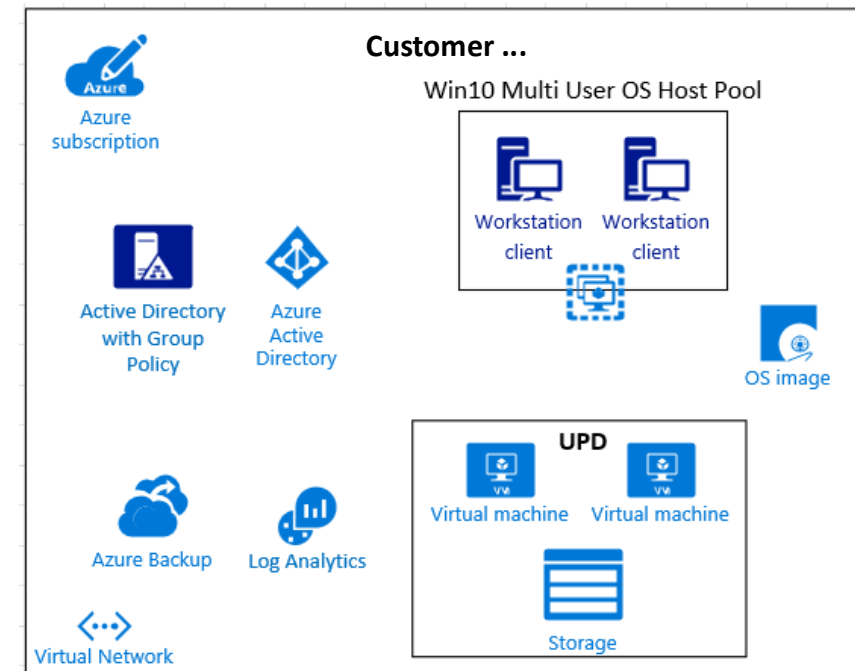 Customer ...
Azure
Azure
subscription
Win10 Multi User OS Host Pool
Workstation
client
Workstation
client
Active Directory
with Group
Policy
Azure
Active
Directory
OS image
UPD
VM
Virtual machine
VM
Virtual machine
Azure Backup
Log Analytics
Storage
Virtual Network